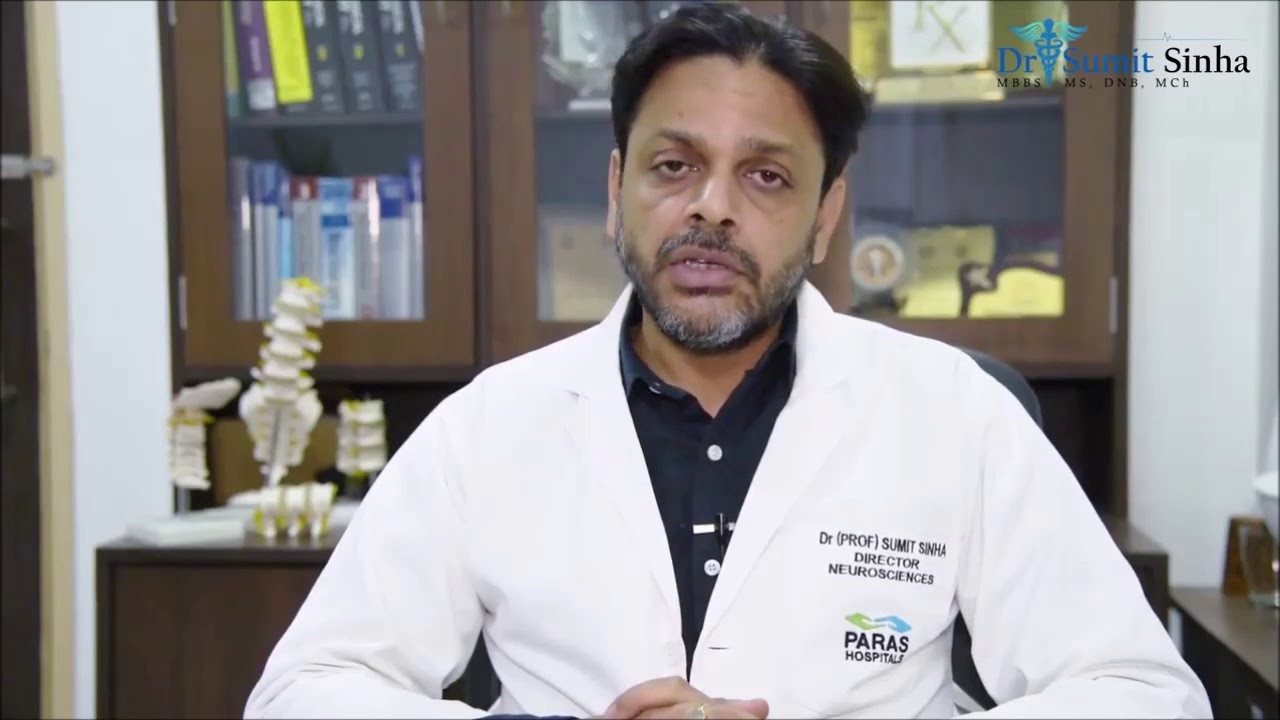 Dr Sumit Sinha
MBBS MS, DNB, MCh
Dr (PROF) SUMIT SINHA
DIRECTOR
NEUROSCIENCES
PARAS
HOSPITALS